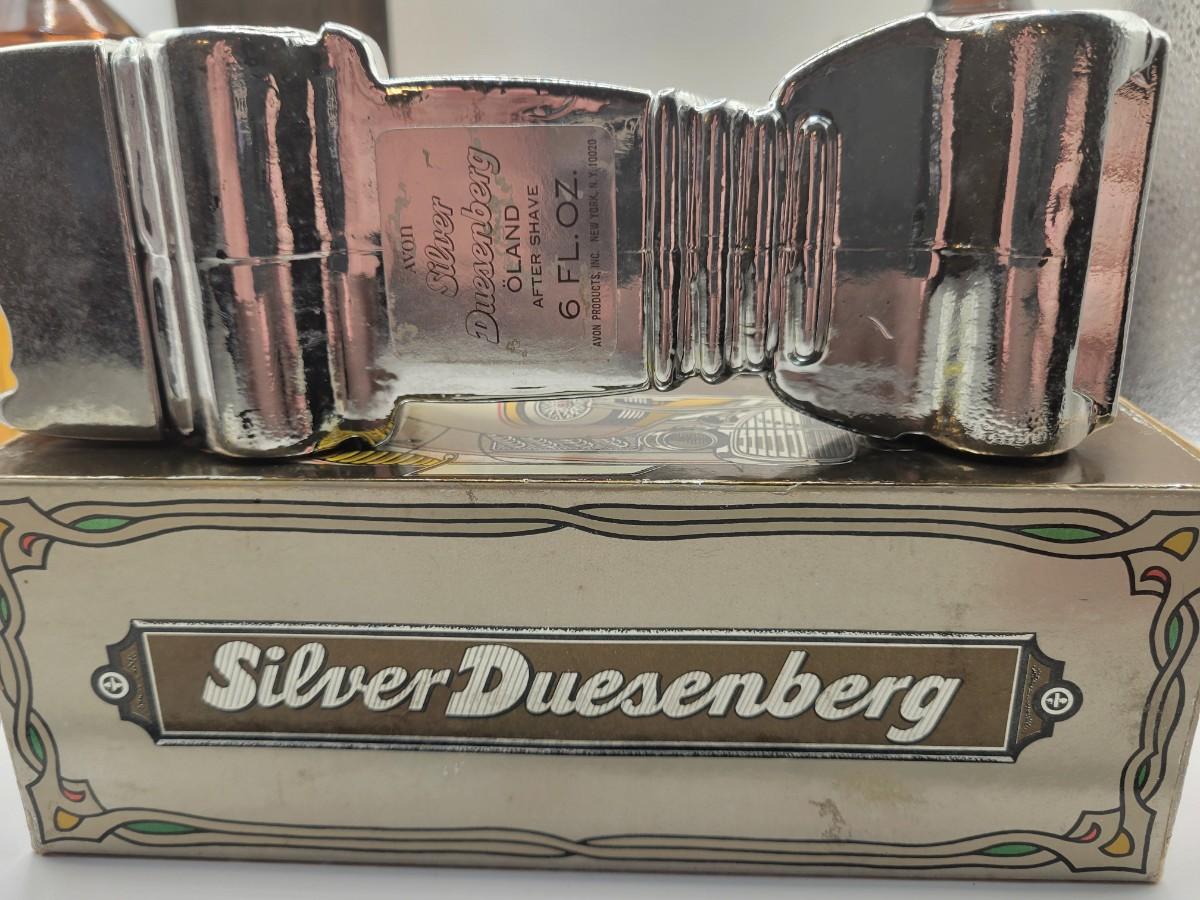 AVON
Silver
Duesenberg
ÖLAND
AFTER SHAVE
6 FL. OZ.
AVON PRODUCTS, INC. NEW YORK, N.Y. 10020
Silver Duesenberg